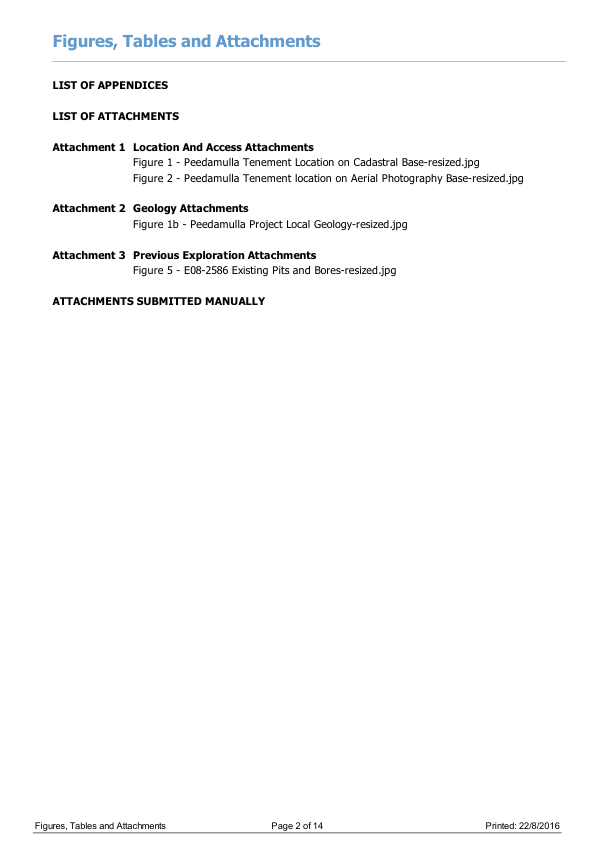 Figures, Tables and Attachments
LIST OF APPENDICES
LIST OF ATTACHMENTS
Attachment 1 Location And Access Attachments
Figure 1 - Peedamulla Tenement Location on Cadastral Base-resized.jpg
Figure 2 - Peedamulla Tenement location on Aerial Photography Base-resized.jpg
Attachment 2 Geology Attachments
Figure 1b - Peedamulla Project Local Geology-resized.jpg
Attachment 3 Previous Exploration Attachments
Figure 5 - E08-2586 Existing Pits and Bores-resized.jpg
ATTACHMENTS SUBMITTED MANUALLY
Figures, Tables and Attachments Page 2 of 14 Printed: 22/8/2016